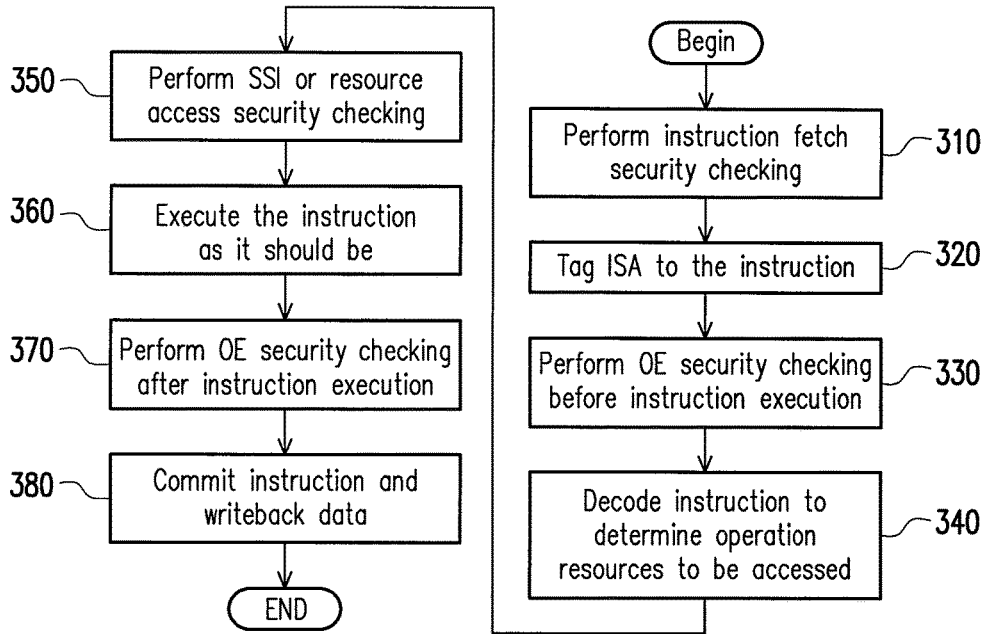 Begin
Perform instruction fetch
security checking
310
Tag ISA to the instruction
320
Perform OE security checking
before instruction execution
330
Decode instruction to
determine operation
resources to be accessed
340
350
Perform SSI or resource
access security checking
360
Execute the instruction
as it should be
370
Perform OE security checking
after instruction execution
380
Commit instruction and
writeback data
END